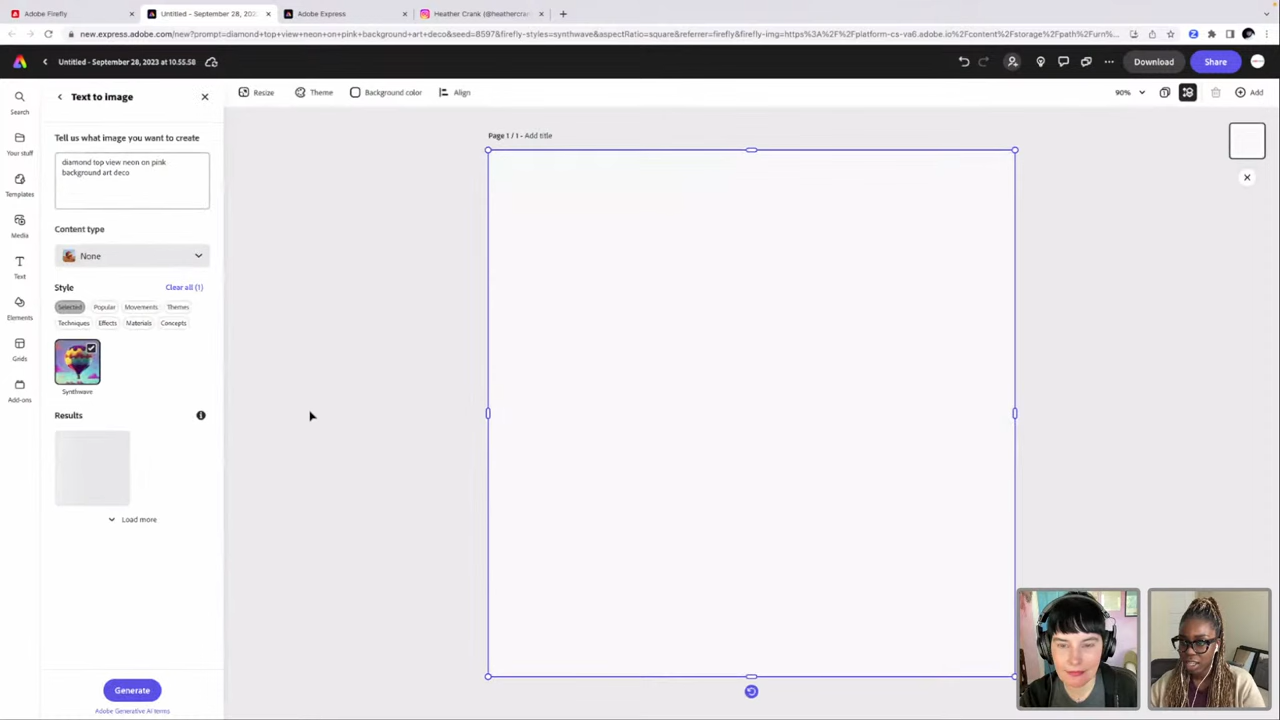 Adobe Firefly
Untitled - September 28, 202
Adobe Express
Heather Crank (@heathercran
new.express.adobe.com/new?prompt=diamond+top+view+neon+on+pink+background+art+deco&seed=8597&firefly-styles=synthwave&aspectRatio=square&referrer=firefly&firefly-img=https%3A%2F%2Fplatform-cs-va6.adobe.io%2Fcontent%2Fstorage%2Fpath%2Furn...
Untitled - September 28, 2023 at 10.55.58
Download
Share
Text to image
Resize
Theme
Background color
Align
90%
Add
Search
Your stuff
Templates
Media
Text
Elements
Grids
Add-ons
Tell us what image you want to create
diamond top view neon on pink
background art deco
Content type
None
Style
Clear all (1)
Selected
Popular
Movements
Themes
Techniques
Effects
Materials
Concepts
Synthwave
Results
Load more
Generate
Adobe Generative AI terms
Page 1 / 1 - Add title